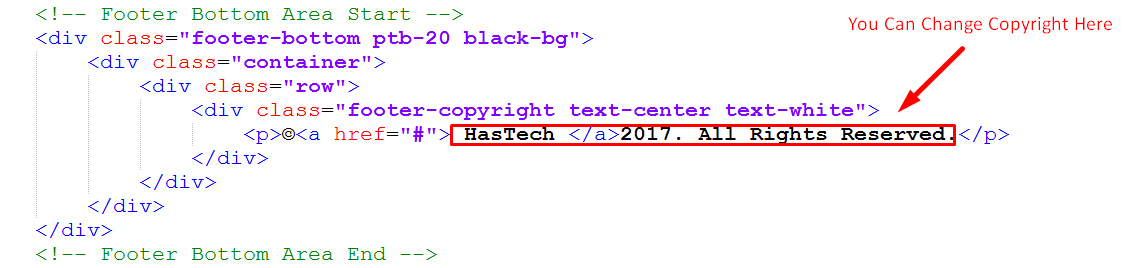 <!-- Footer Bottom Area Start -->
You Can Change Copyright Here
<div class="footer-bottom ptb-20 black-bg">
<div class="container">
<div class="row">
<div class="footer-copyright text-center text-white">
<p>©<a href="#"> HasTech </a>2017. All Rights Reserved.</p>
</div>
</div>
</div>
</div>
<!-- Footer Bottom Area End -->